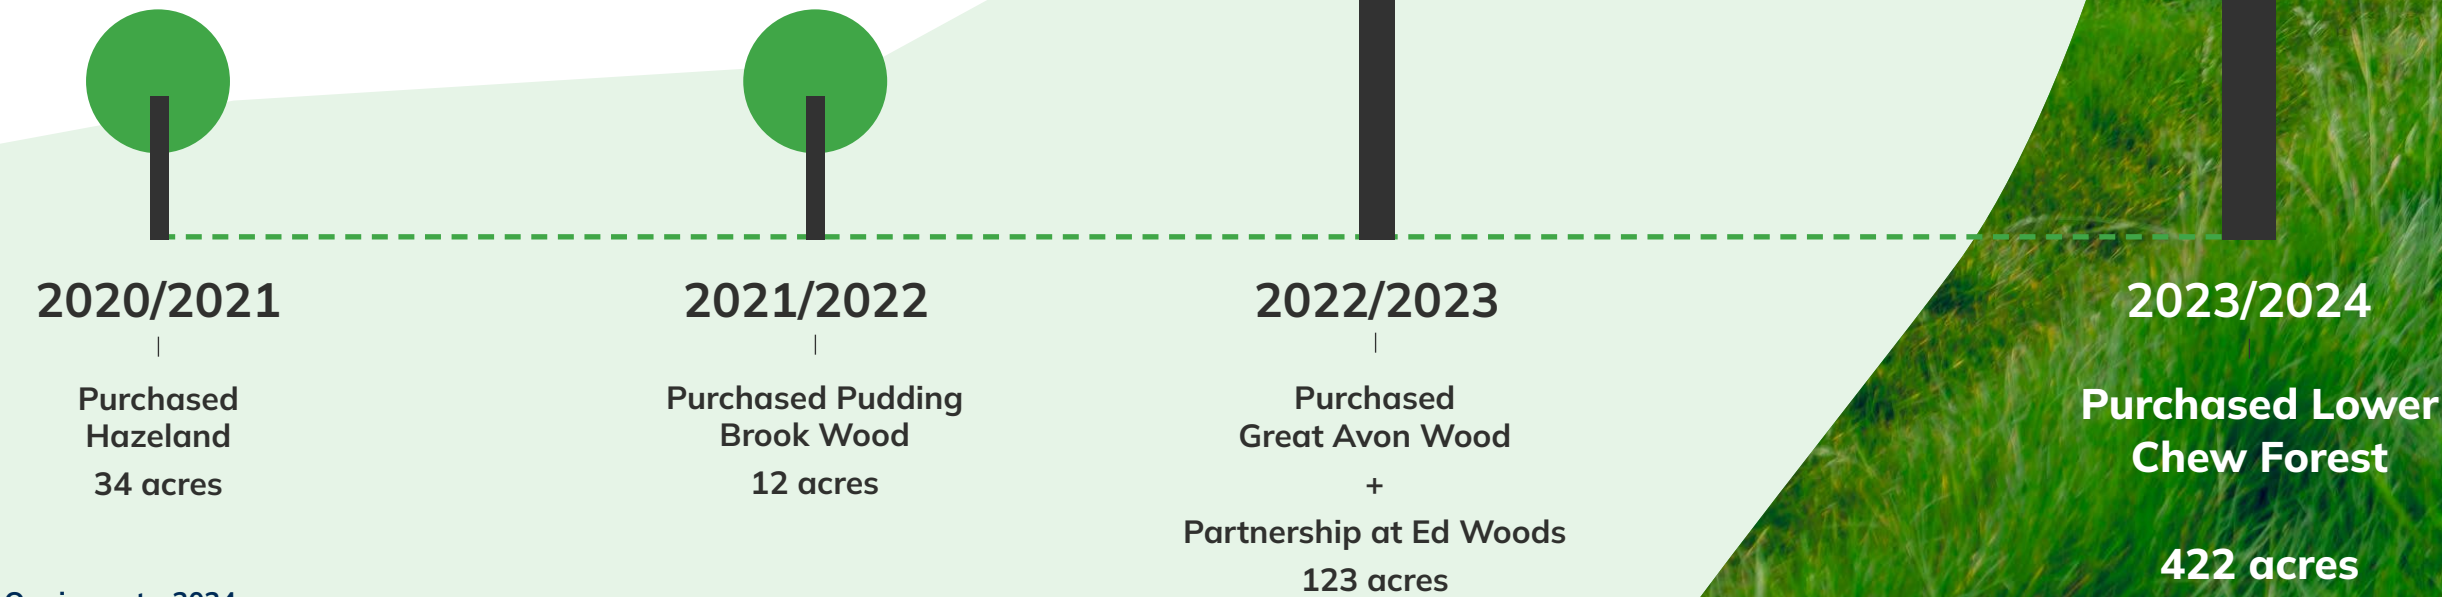 2020/2021
Purchased
Hazeland
34 acres
2021/2022
Purchased Pudding
Brook Wood
12 acres
2022/2023
Purchased
Great Avon Wood
+
Partnership at Ed Woods
123 acres
2023/2024
Purchased Lower
Chew Forest
422 acres
2024